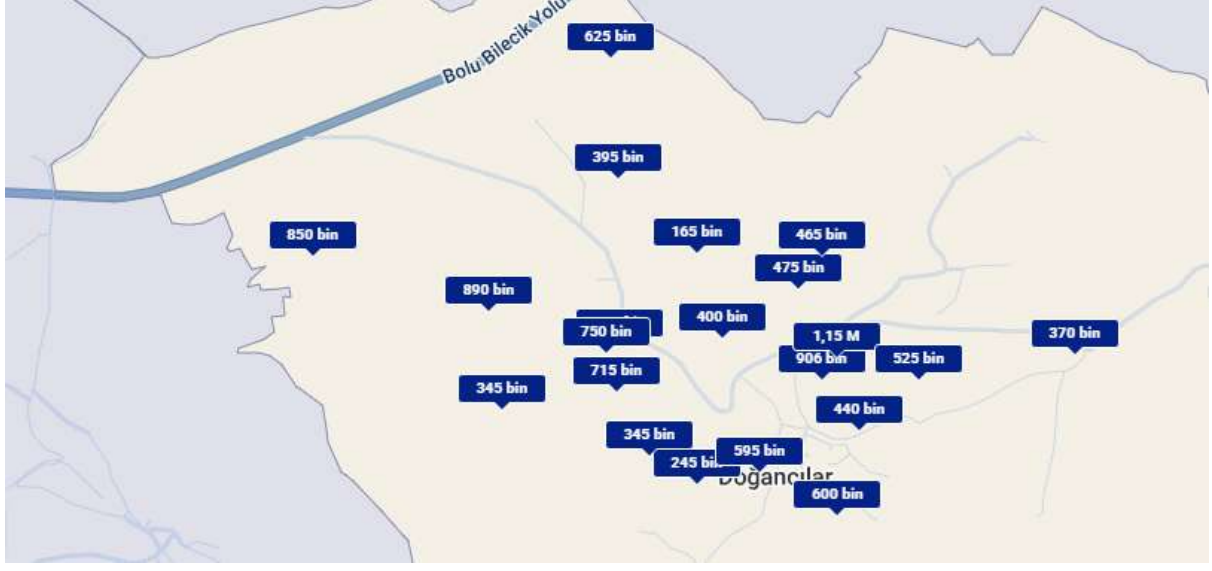 Bolu Bilecik Yolu
625 bin
395 bin
165 bin
465 bin
850 bin
475 bin
890 bin
400 bin
750 bin
1,15 M
370 bin
906 bin
525 bin
715 bin
345 bin
440 bin
345 bin
595 bin
245 bin
Doğancılar
600 bin